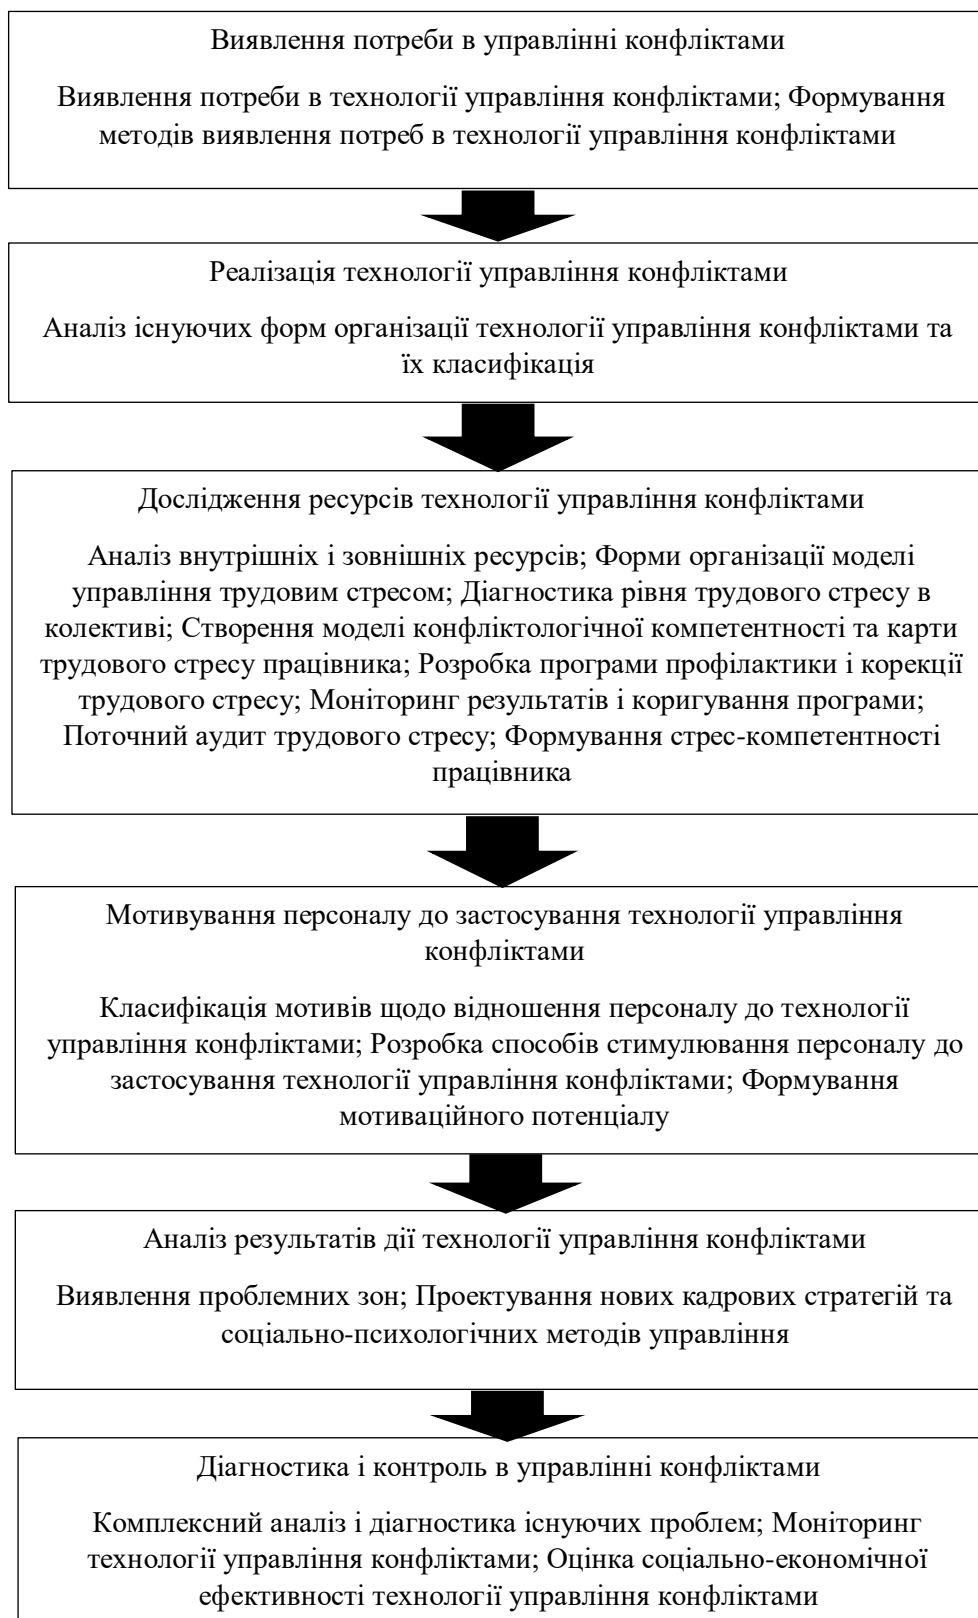 Виявлення потреби в управлінні конфліктами
Виявлення потреби в технології управління конфліктами; Формування
методів виявлення потреб в технології управління конфліктами
Реалізація технології управління конфліктами
Аналіз існуючих форм організації технології управління конфліктами та
їх класифікація
Дослідження ресурсів технології управління конфліктами
Аналіз внутрішніх і зовнішніх ресурсів; Форми організації моделі
управління трудовим стресом; Діагностика рівня трудового стресу в
колективі; Створення моделі конфліктологічної компетентності та карти
трудового стресу працівника; Розробка програми профілактики і корекції
трудового стресу; Моніторинг результатів і коригування програми;
Поточний аудит трудового стресу; Формування стрес-компетентності
працівника
Мотивування персоналу до застосування технології управління
конфліктами
Класифікація мотивів щодо відношення персоналу до технології
управління конфліктами; Розробка способів стимулювання персоналу до
застосування технології управління конфліктами; Формування
мотиваційного потенціалу
Аналіз результатів дії технології управління конфліктами
Виявлення проблемних зон; Проектування нових кадрових стратегій та
соціально-психологічних методів управління
Діагностика і контроль в управлінні конфліктами
Комплексний аналіз і діагностика існуючих проблем; Моніторинг
технології управління конфліктами; Оцінка соціально-економічної
ефективності технології управління конфліктами